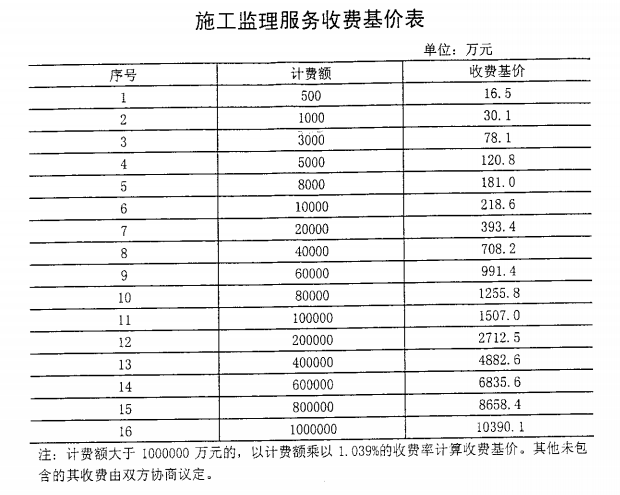 施工监理服务收费基价表
单位：万元
序号 计费额 收费基价
1 500 16.5
2 1000 30.1
3 3000 78.1
4 5000 120.8
5 8000 181.0
6 10000 218.6
7 20000 393.4
8 40000 708.2
9 60000 991.4
10 80000 1255.8
11 100000 1507.0
12 200000 2712.5
13 400000 4882.6
14 600000 6835.6
15 800000 8658.4
16 1000000 10390.1
注：计费额大于 1000000 万元的，以计费额乘以 1.039%的收费率计算收费基价。其他未包
含的其收费由双方协商议定。